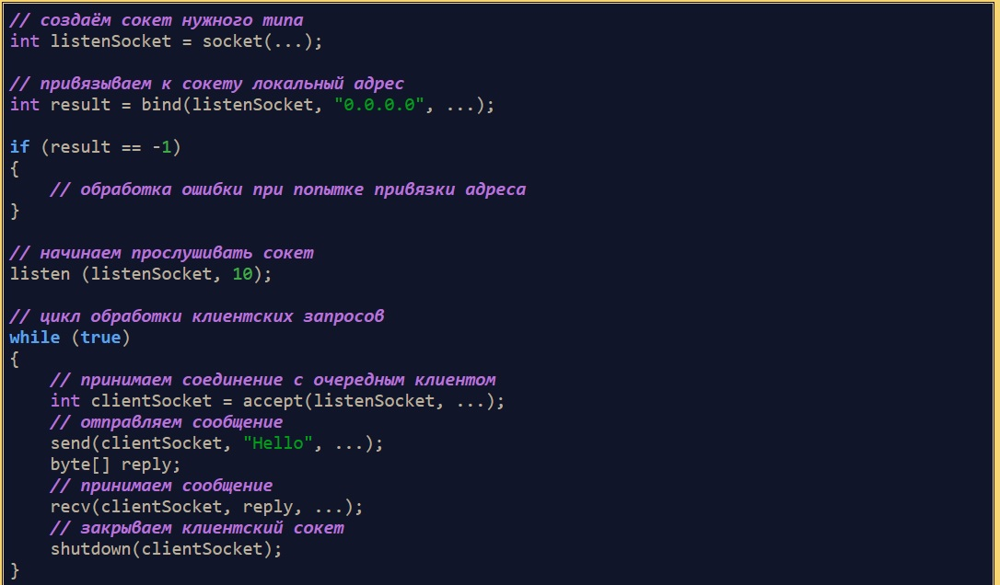 // создаём сокет нужного типа
int listenSocket = socket(...);
// привязываем к сокету локальный адрес
int result = bind(listenSocket, "0.0.0.0", ...);
if (result == -1)
{
// обработка ошибки при попытке привязки адреса
}
// начинаем прослушивать сокет
listen (listenSocket, 10);
// цикл обработки клиентских запросов
while (true)
{
// принимаем соединение с очередным клиентом
int clientSocket = accept(listenSocket, ...);
// отправляем сообщение
send(clientSocket, "Hello", ...);
byte[] reply;
// принимаем сообщение
recv(clientSocket, reply, ...);
// закрываем клиентский сокет
shutdown(clientSocket);
}